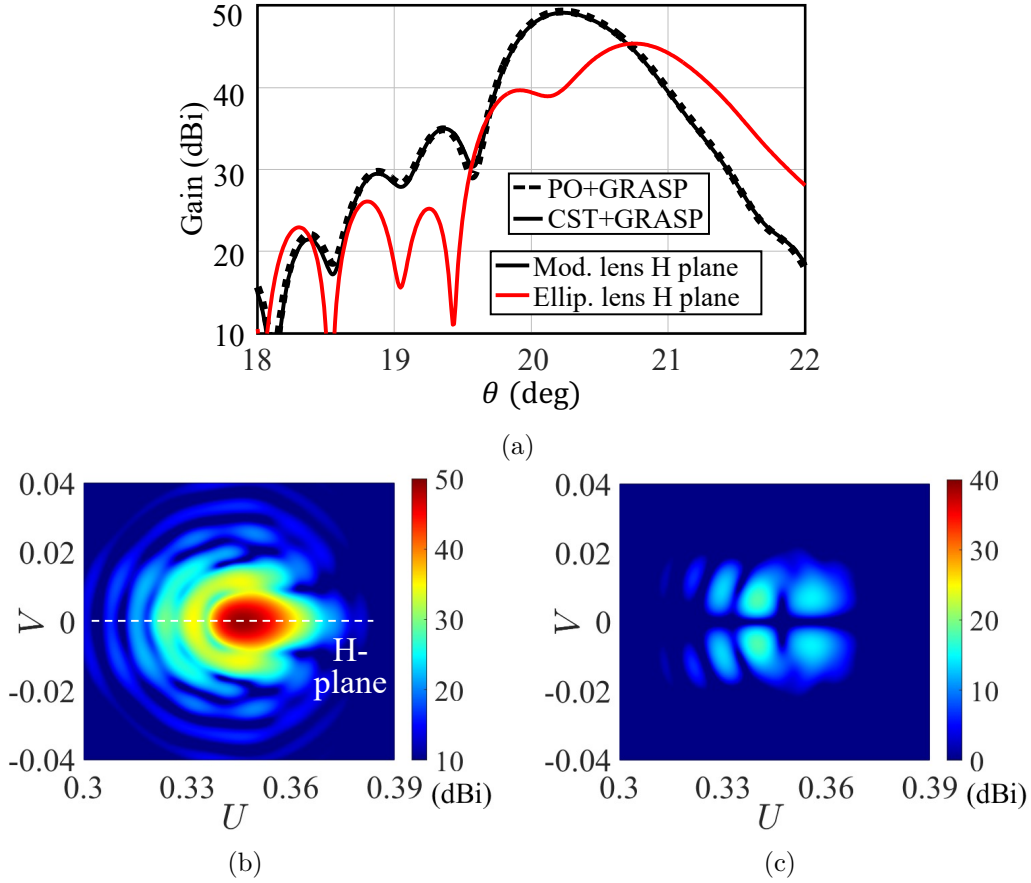 50
40
30
20
10
Gain (dBi)
PO+GRASP
CST+GRASP
Mod. lens H plane
Ellip. lens H plane
18
19
20
21
22
θ (deg)
(a)
0.04
0.02
0
-0.02
-0.04
V
H-
plane
0.3
0.33
0.36
0.39
U
50
40
30
20
10
(dBi)
(b)
0.04
0.02
0
-0.02
-0.04
V
0.3
0.33
0.36
0.39
U
40
30
20
10
0
(dBi)
(c)